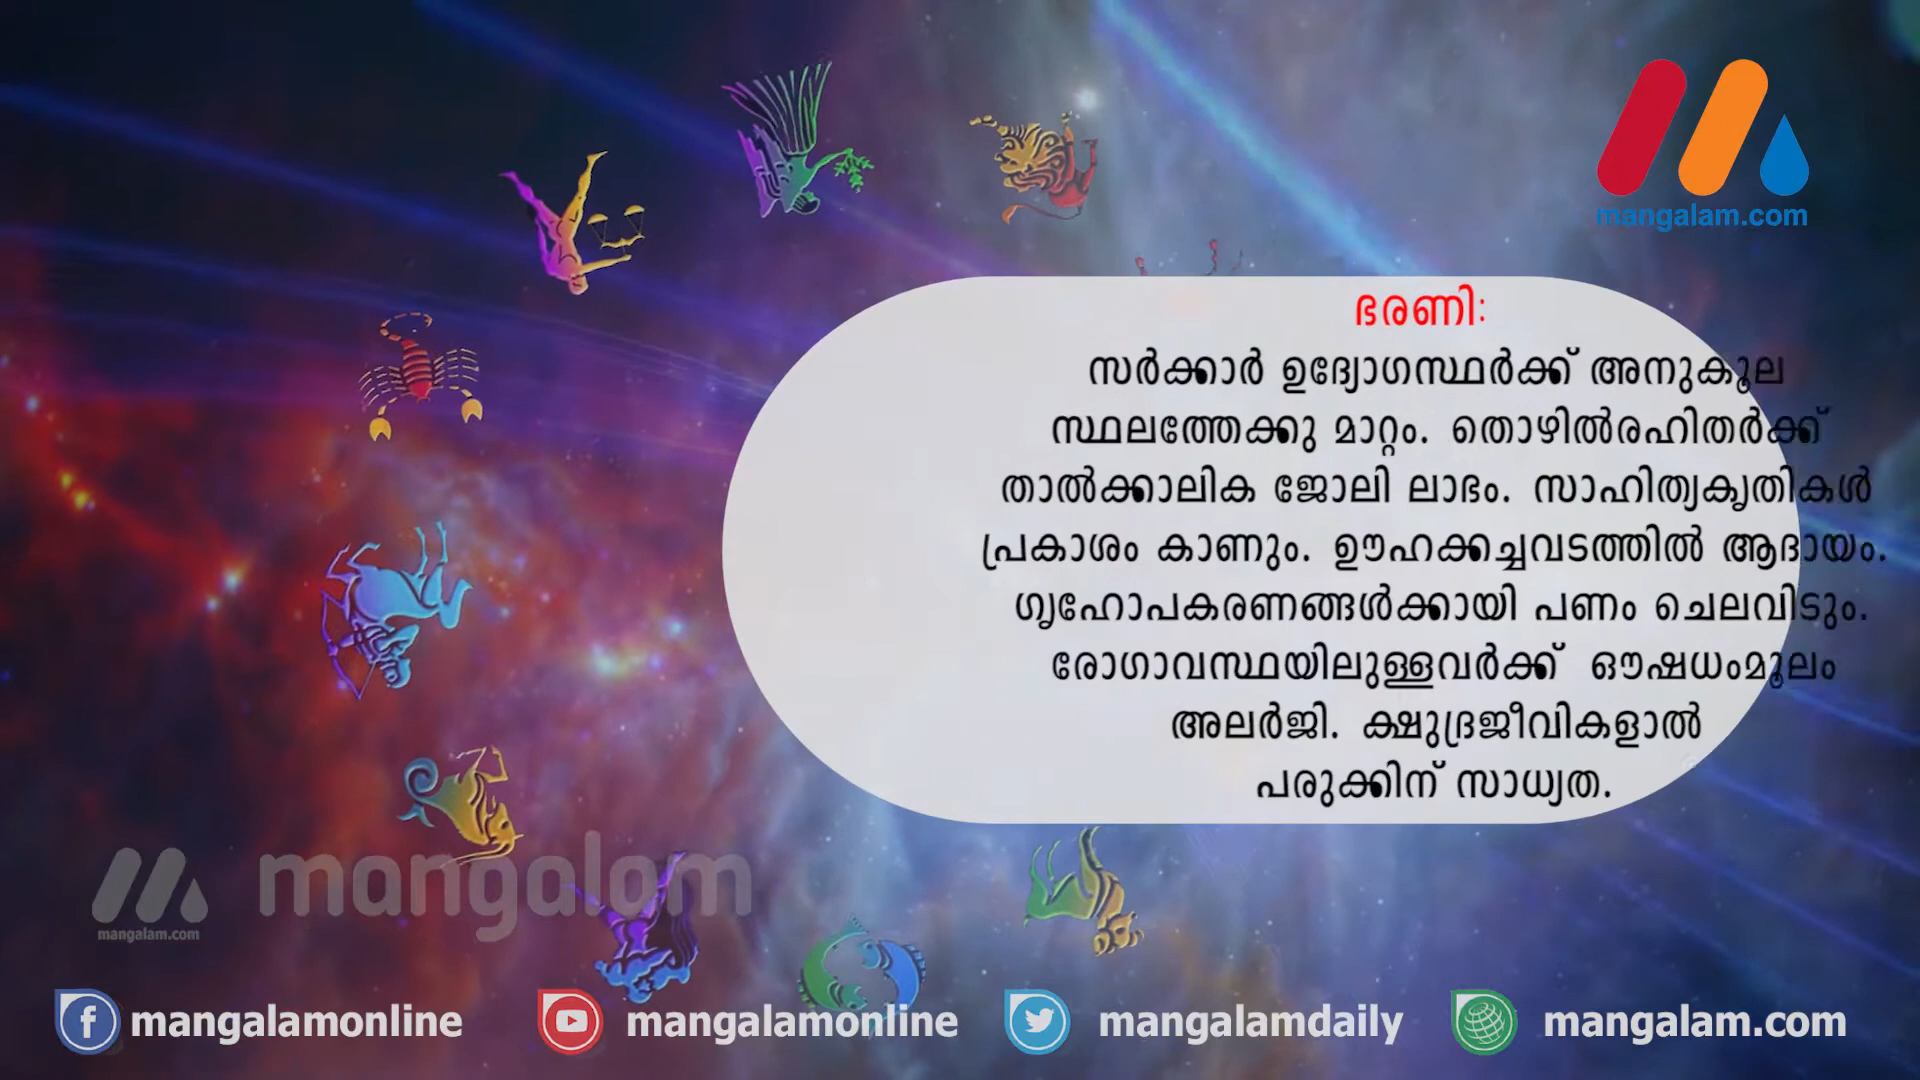 mangalam.com
ഭരണി:
സർക്കാർ ഉദ്യോഗസ്ഥർക്ക് അനുകൂല
സ്ഥലത്തേക്കു മാറ്റം. തൊഴിൽരഹിതർക്ക്
താൽക്കാലിക ജോലി ലാഭം. സാഹിത്യകൃതികൾ
പ്രകാശം കാണും. ഊഹക്കച്ചവടത്തിൽ ആദായം.
ഗൃഹോപകരണങ്ങൾക്കായി പണം ചെലവിടും.
രോഗാവസ്ഥയിലുള്ളവർക്ക് ഔഷധംമൂലം
അലർജി. ക്ഷുദ്രജീവികളാൽ
പരുക്കിന് സാധ്യത.
mangalam
mangalam.com
mangalamonline mangalamonline mangalamdaily mangalam.com